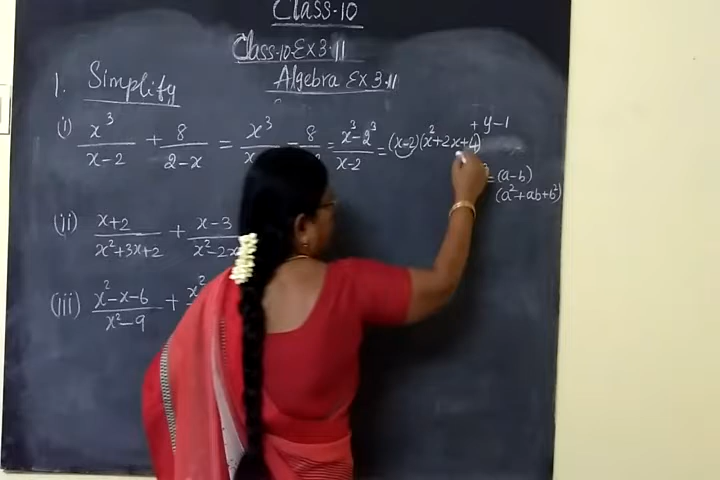 Class-10
Class-10-Ex 3.11
Algebra Ex 3.11
1. Simplify
+ y-1
(i) x³/(x-2) + 8/(2-x) = x³/x - 8 = (x³-2³)/(x-2) = (x-2)(x²+2x+4)
= (a-b)
(a²+ab+b²)
(ii) (x+2)/(x²+3x+2) + (x-3)/(x²-2x
(iii) (x²-x-6)/(x²-9) + x²